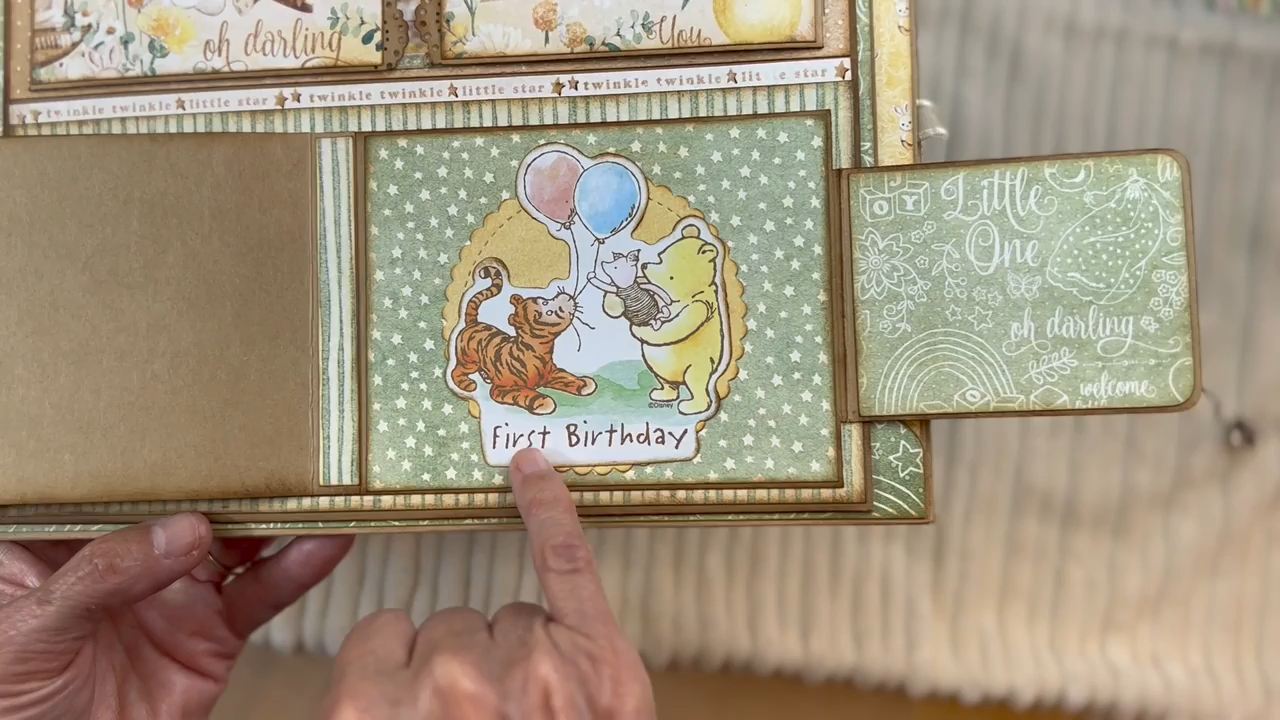 oh darling
You
twinkle twinkle little star twinkle twinkle little star twinkle twinkle little star
OY
Little
One
oh darling
welcome
©Disney
First Birthday